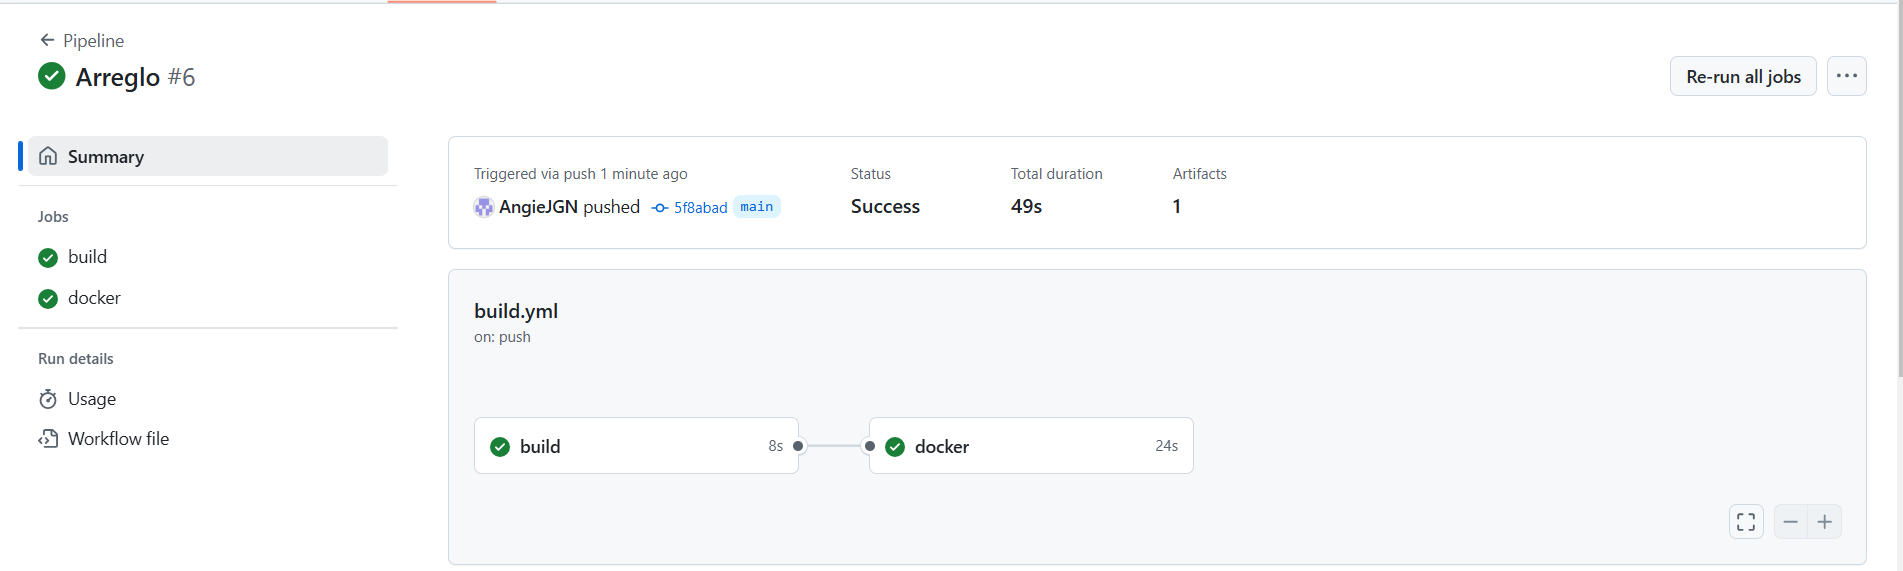 Pipeline
Arreglo #6
Re-run all jobs
Summary
Jobs
build
docker
Run details
Usage
Workflow file
Triggered via push 1 minute ago
AngieJGN pushed 5f8abad main
Status
Success
Total duration
49s
Artifacts
1
build.yml
on: push
build 8s
docker 24s